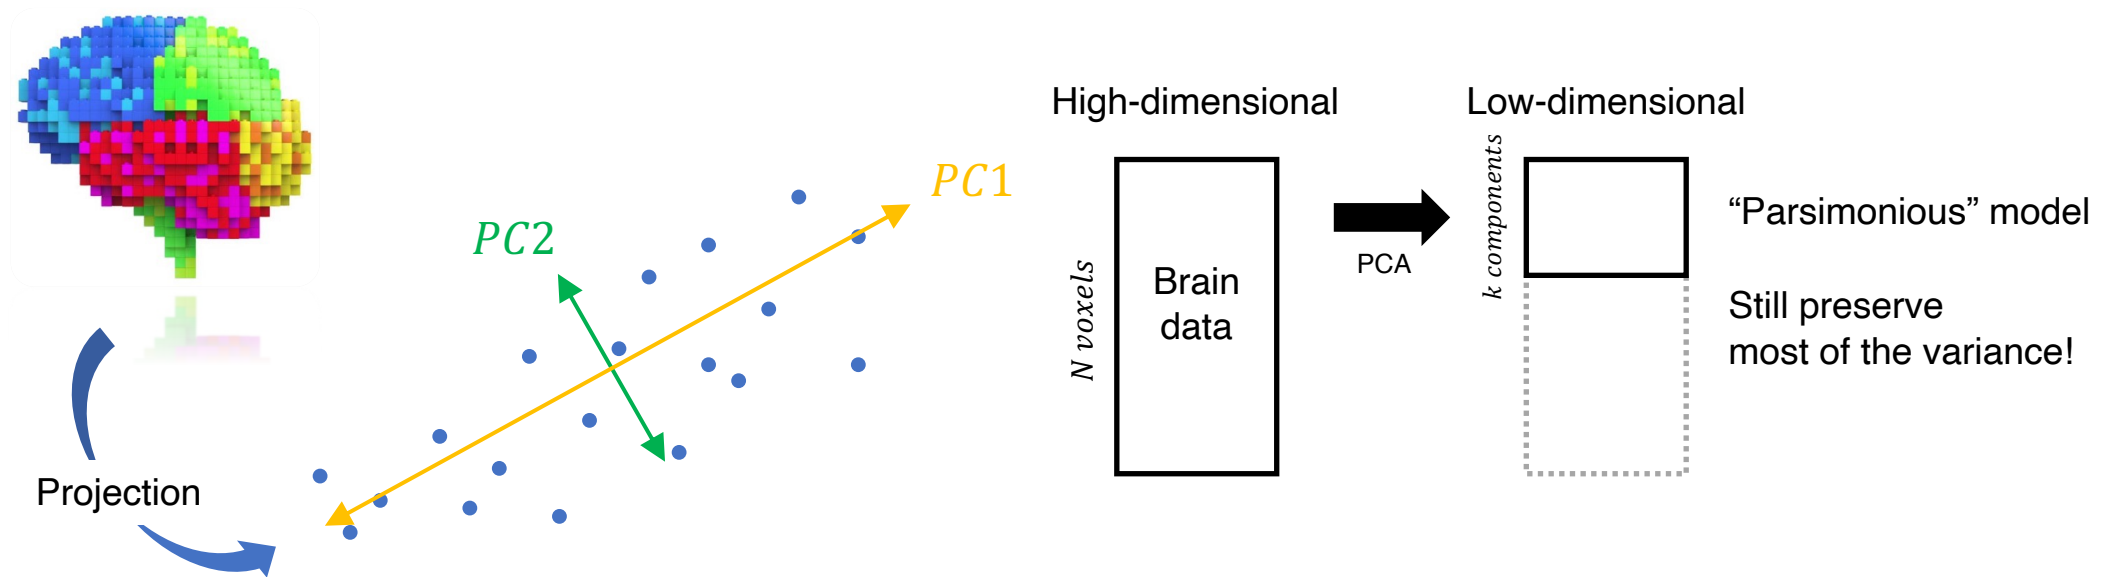 Projection
PC2
PC1
High-dimensional
N voxels
Brain
data
PCA
Low-dimensional
k components
“Parsimonious” model
Still preserve
most of the variance!